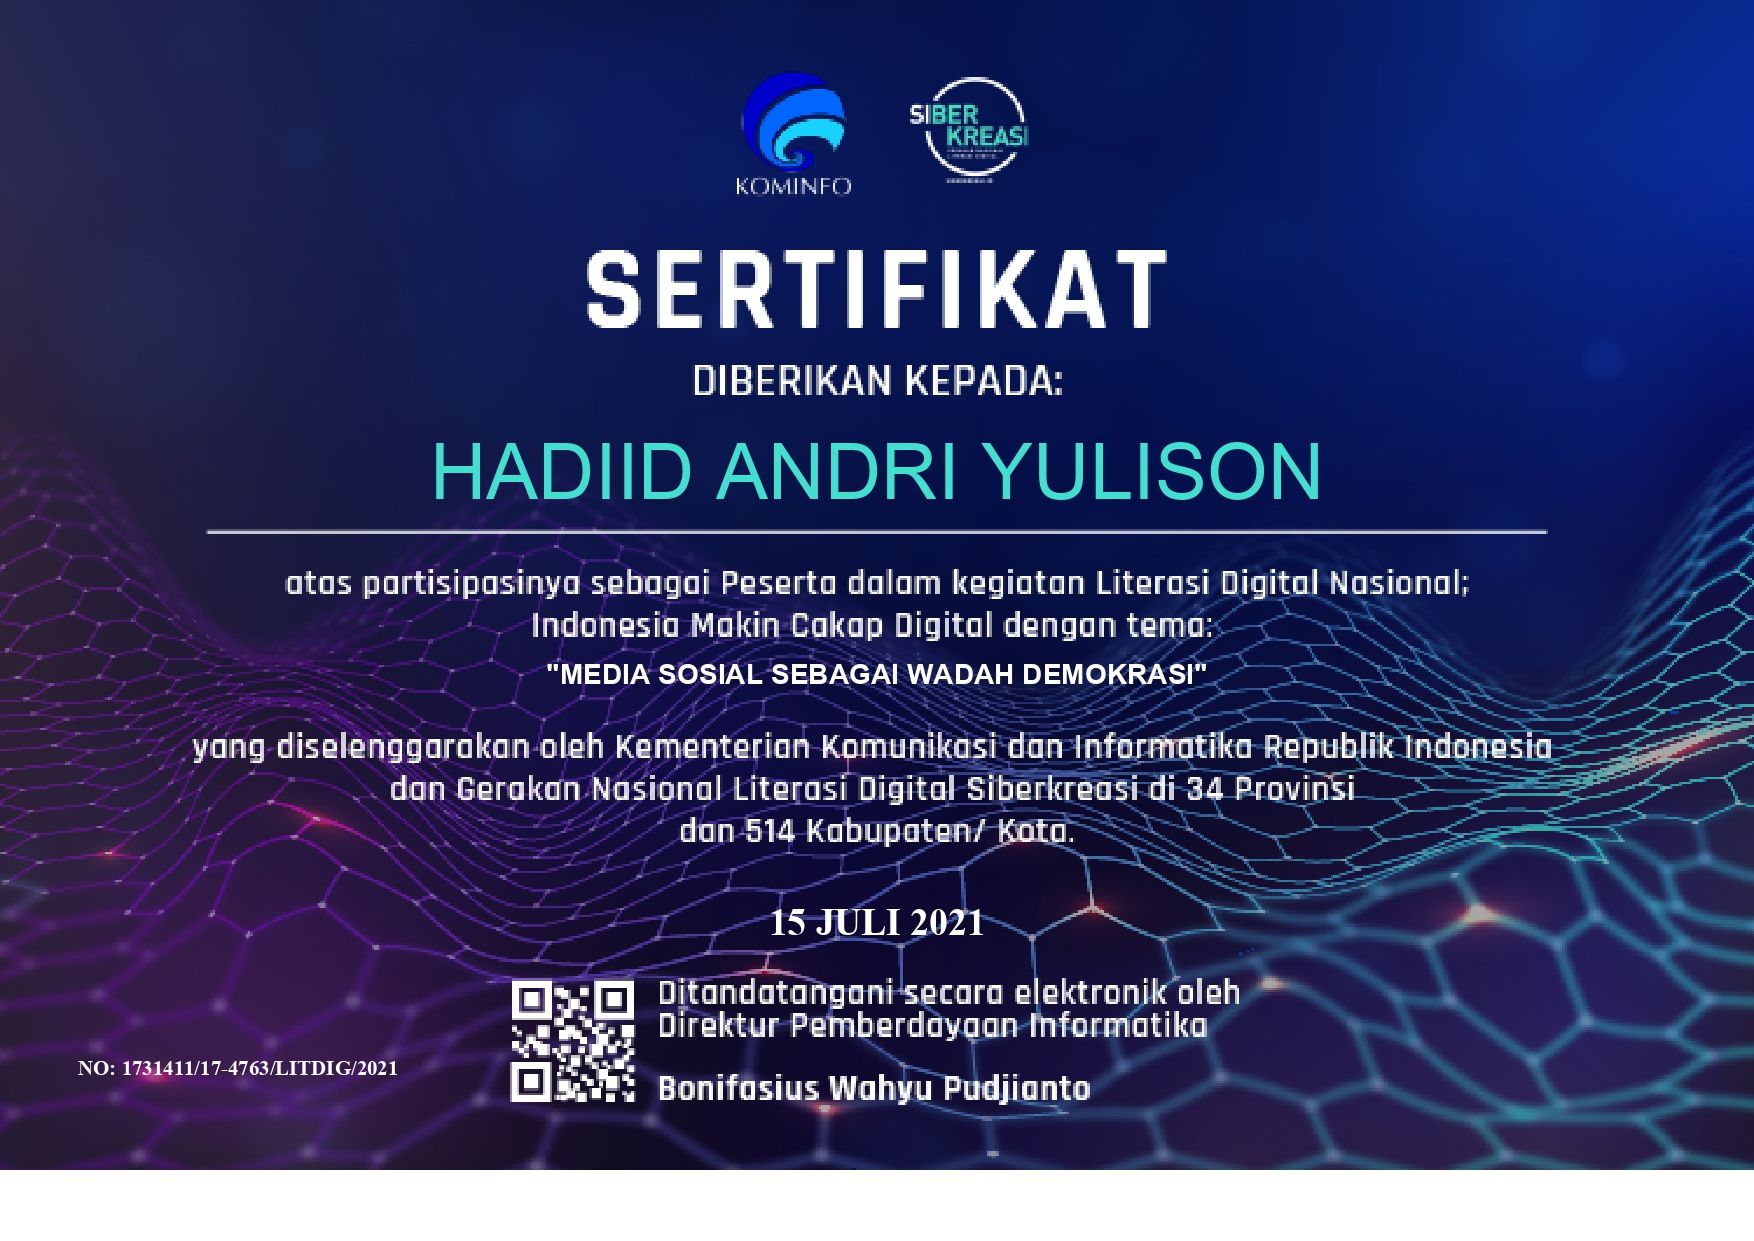 KOMINFO
SIBER
KREASI
SERTIFIKAT
DIBERIKAN KEPADA:
HADIID ANDRI YULISON
atas partisipasinya sebagai Peserta dalam kegiatan Literasi Digital Nasional;
Indonesia Makin Cakap Digital dengan tema:
"MEDIA SOSIAL SEBAGAI WADAH DEMOKRASI"
yang diselenggarakan oleh Kementerian Komunikasi dan Informatika Republik Indonesia
dan Gerakan Nasional Literasi Digital Siberkreasi di 34 Provinsi
dan 514 Kabupaten/ Kota.
15 JULI 2021
Ditandatangani secara elektronik oleh
Direktur Pemberdayaan Informatika
NO: 1731411/17-4763/LITDIG/2021
Bonifasius Wahyu Pudjianto